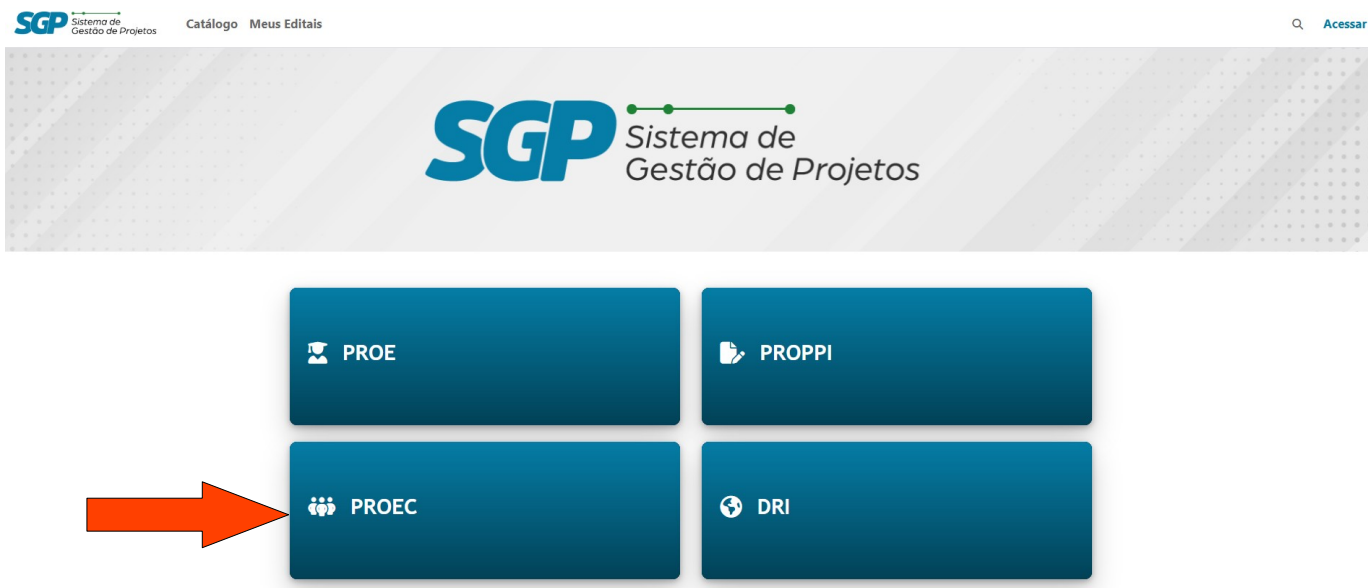 SGP Sistema de
Gestão de Projetos
Catálogo Meus Editais
Acessar
SGP Sistema de
Gestão de Projetos
PROE
PROPPI
PROEC
DRI